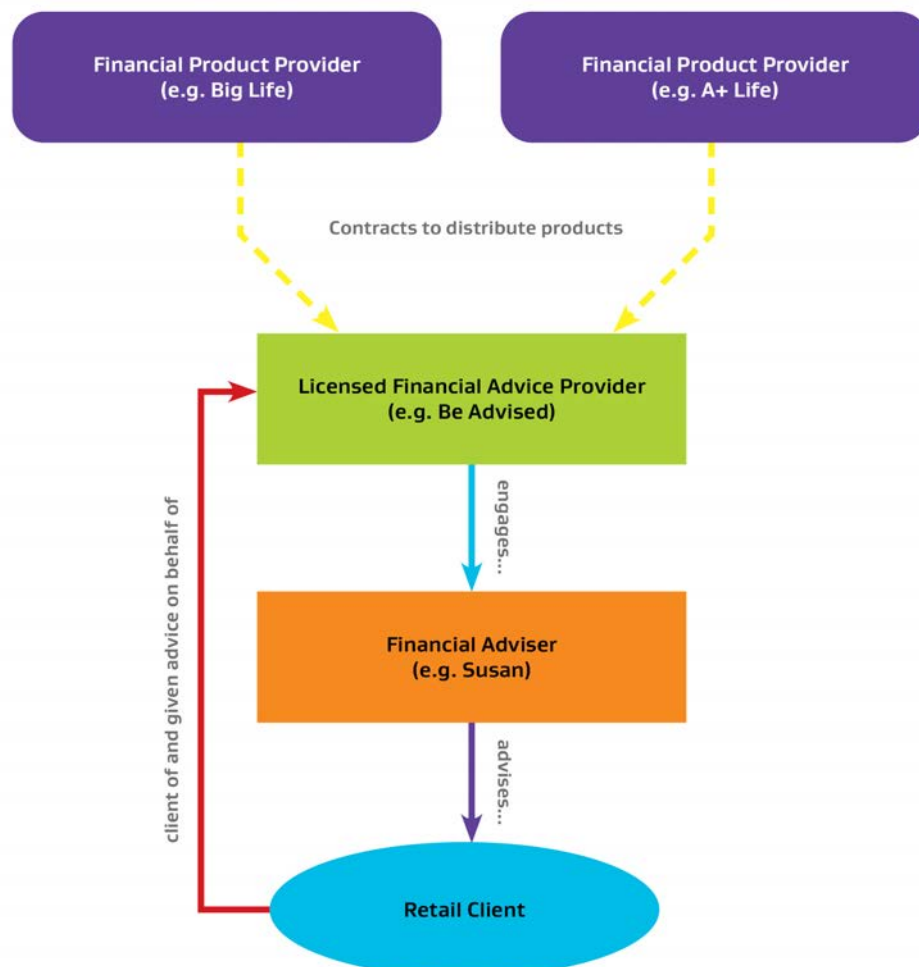 Financial Product Provider
(e.g. Big Life)
Financial Product Provider
(e.g. A+ Life)
Contracts to distribute products
Licensed Financial Advice Provider
(e.g. Be Advised)
engages...
client of and given advice on behalf of
Financial Adviser
(e.g. Susan)
advises...
Retail Client